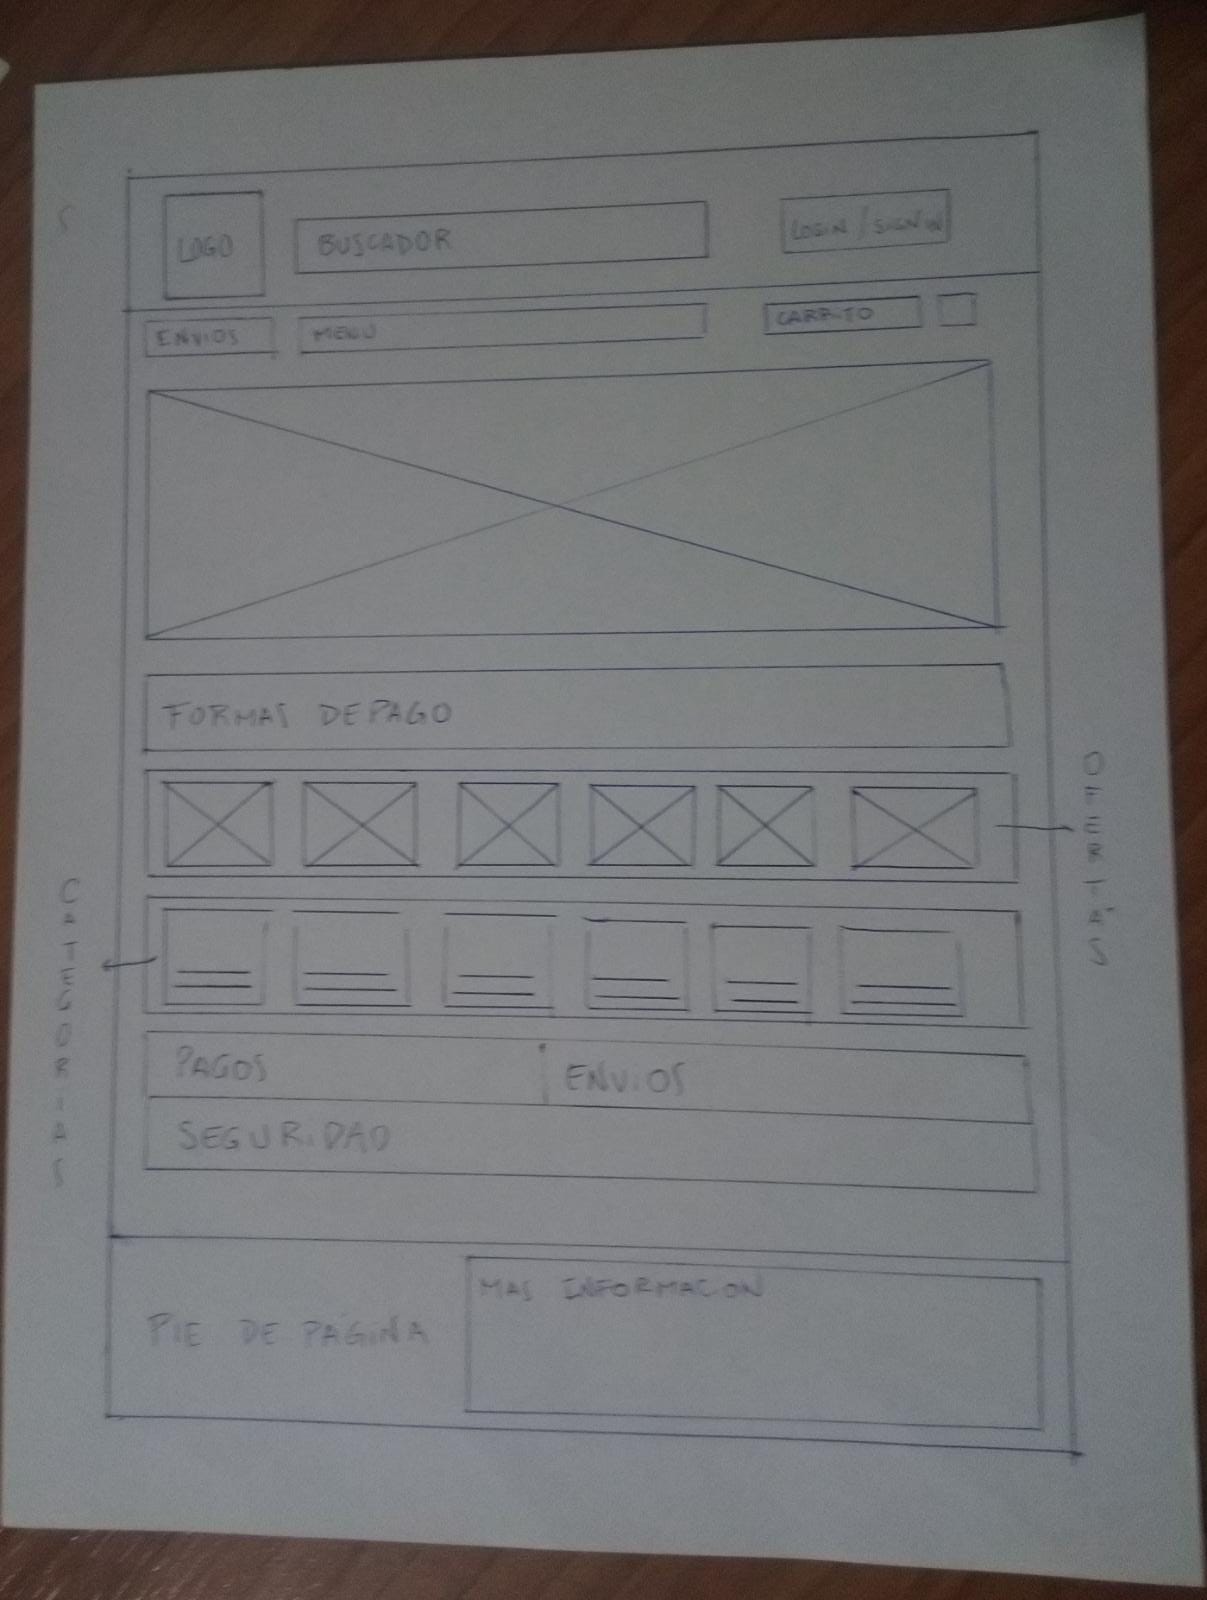 LOGO
BUSCADOR
LOGIN / SIGN IN
ENVIOS
MENU
CARRITO
FORMAS DE PAGO
OFERTAS
CATEGORIAS
PAGOS
ENVIOS
SEGURIDAD
PIE DE PÁGINA
MAS INFORMACION